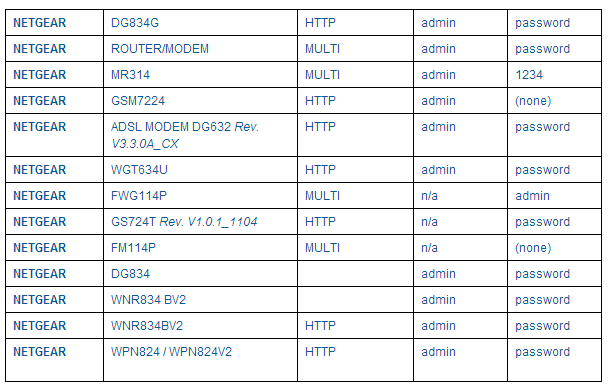 NETGEAR DG834G HTTP admin password
NETGEAR ROUTER/MODEM MULTI admin password
NETGEAR MR314 MULTI admin 1234
NETGEAR GSM7224 HTTP admin (none)
NETGEAR ADSL MODEM DG632 Rev. HTTP admin password
V3.3.0A_CX
NETGEAR WGT634U HTTP admin password
NETGEAR FWG114P MULTI n/a admin
NETGEAR GS724T Rev. V1.0.1_1104 HTTP n/a password
NETGEAR FM114P MULTI n/a (none)
NETGEAR DG834 admin password
NETGEAR WNR834 BV2 admin password
NETGEAR WNR834BV2 HTTP admin password
NETGEAR WPN824 / WPN824V2 HTTP admin password